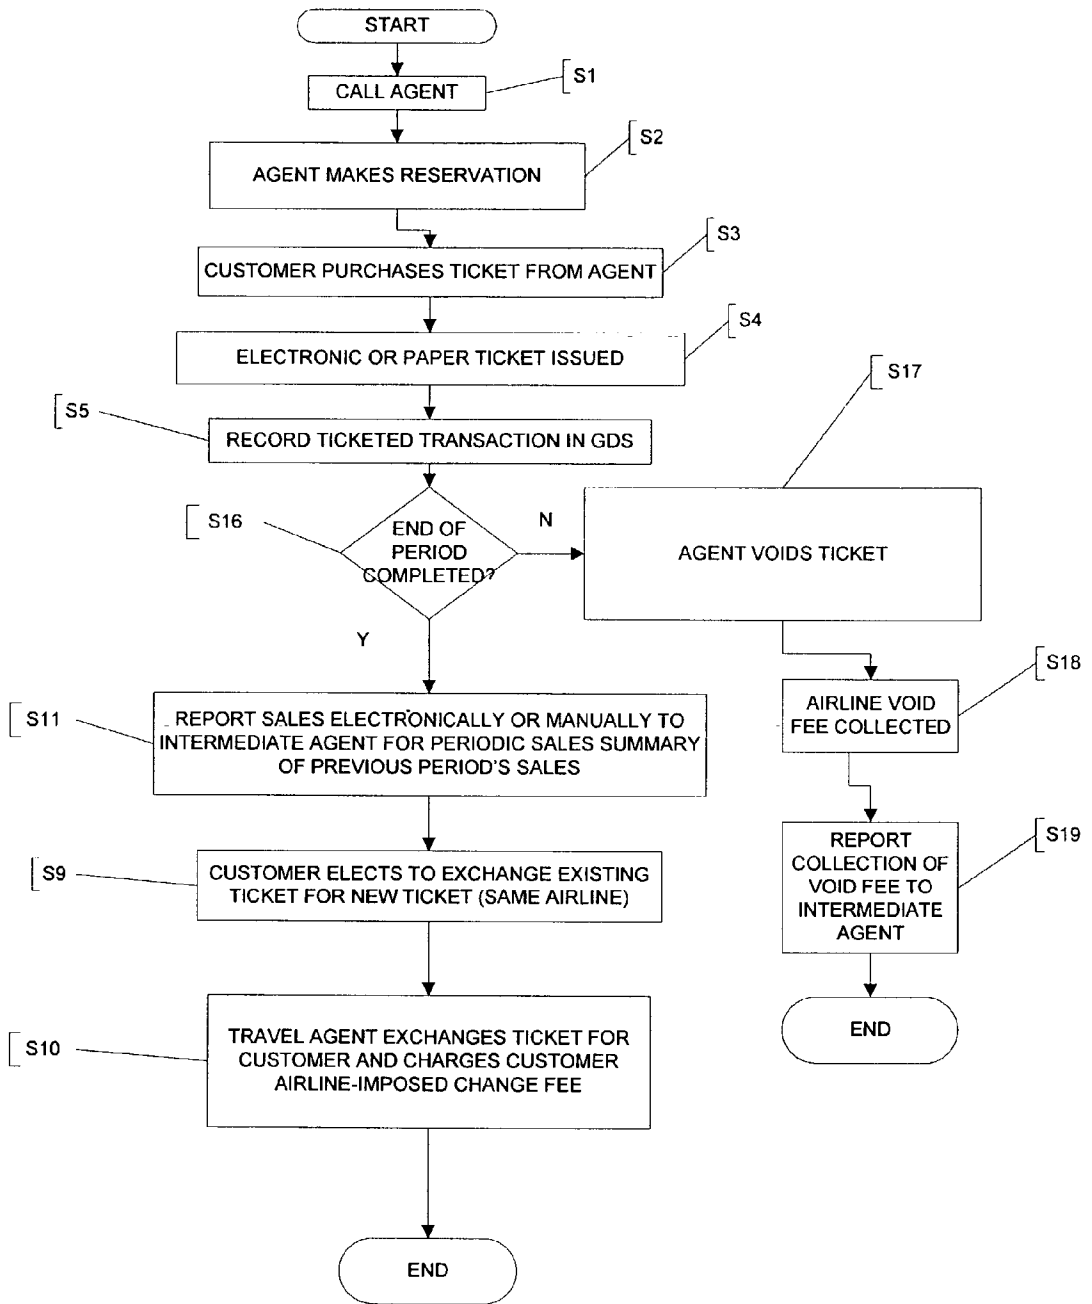 START
S1
CALL AGENT
S2
AGENT MAKES RESERVATION
S3
CUSTOMER PURCHASES TICKET FROM AGENT
S4
ELECTRONIC OR PAPER TICKET ISSUED
S17
S5
RECORD TICKETED TRANSACTION IN GDS
S16
END OF
PERIOD
COMPLETED?
N
AGENT VOIDS TICKET
Y
S18
AIRLINE VOID
FEE COLLECTED
S11
REPORT SALES ELECTRONICALLY OR MANUALLY TO
INTERMEDIATE AGENT FOR PERIODIC SALES SUMMARY
OF PREVIOUS PERIOD'S SALES
S19
REPORT
COLLECTION OF
VOID FEE TO
INTERMEDIATE
AGENT
S9
CUSTOMER ELECTS TO EXCHANGE EXISTING
TICKET FOR NEW TICKET (SAME AIRLINE)
END
S10
TRAVEL AGENT EXCHANGES TICKET FOR
CUSTOMER AND CHARGES CUSTOMER
AIRLINE-IMPOSED CHANGE FEE
END